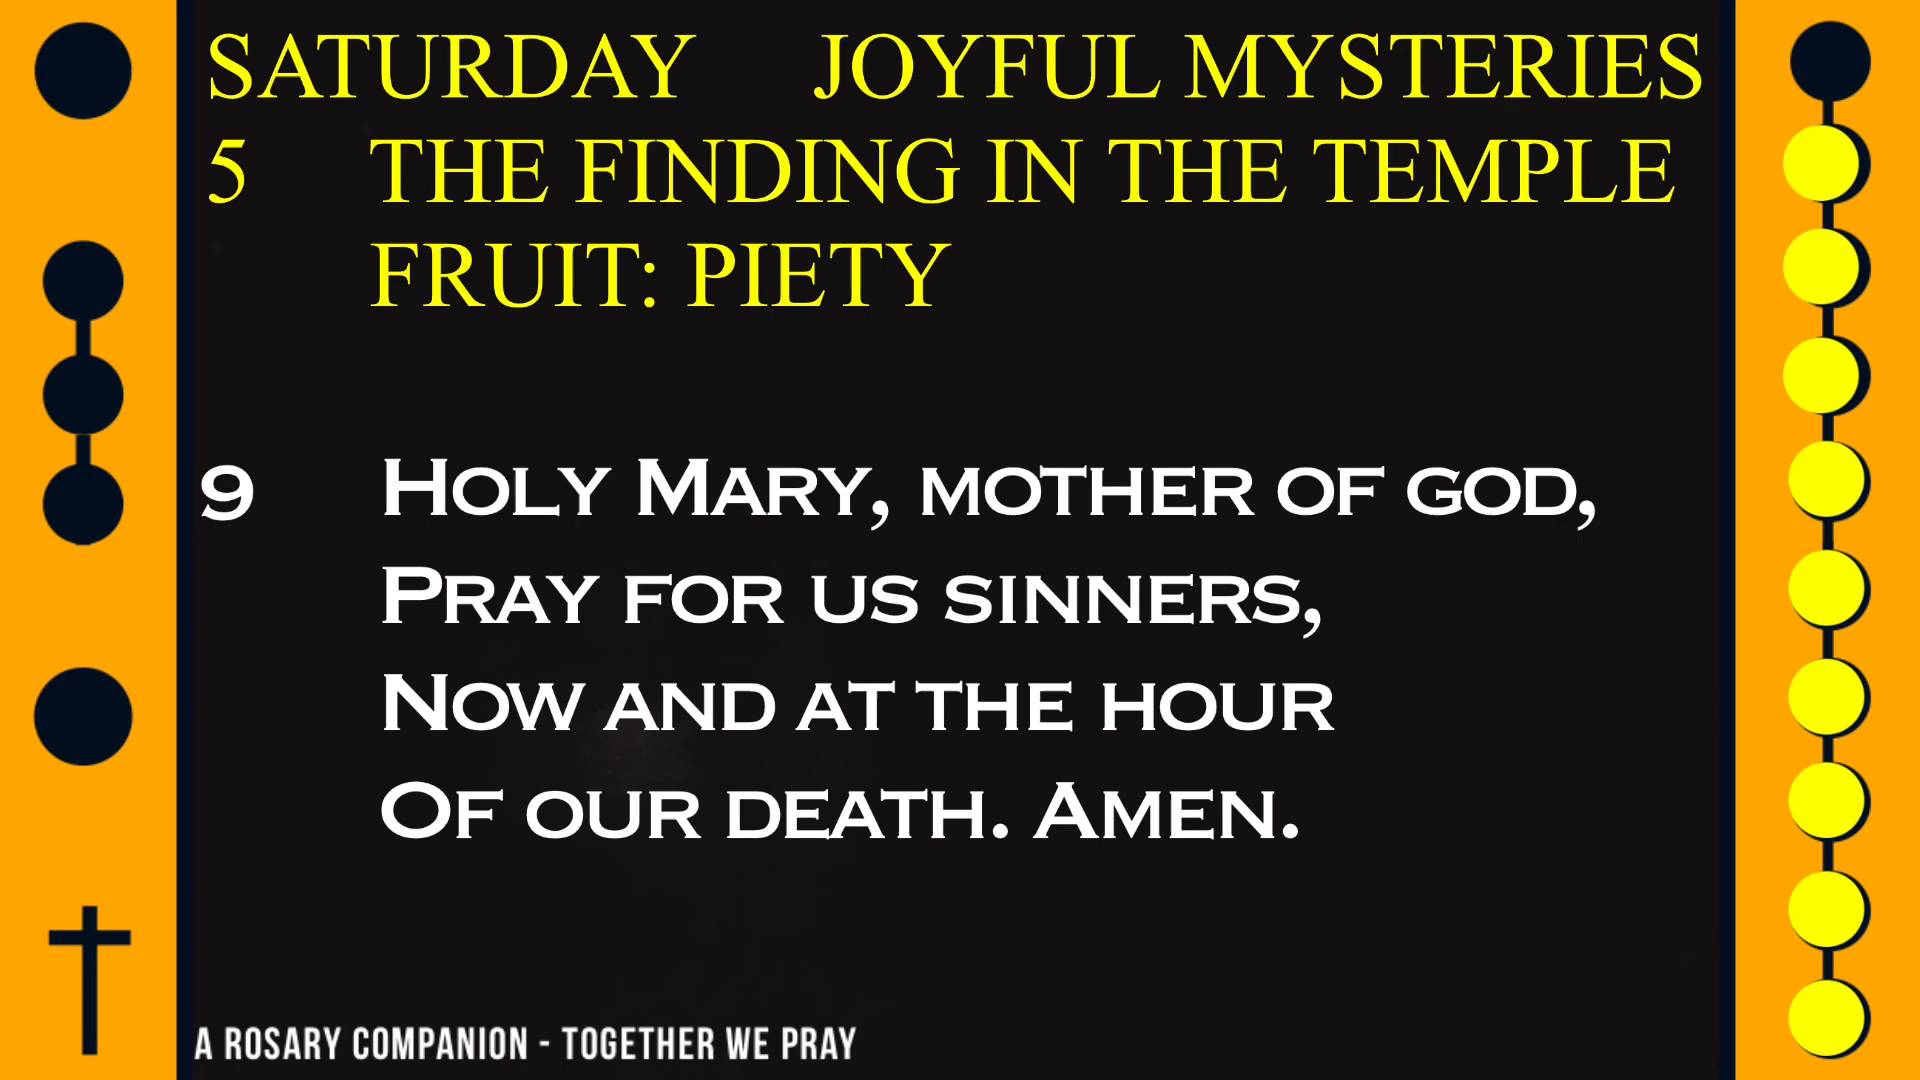 SATURDAY JOYFUL MYSTERIES
5 THE FINDING IN THE TEMPLE
FRUIT: PIETY
9 HOLY MARY, MOTHER OF GOD,
PRAY FOR US SINNERS,
NOW AND AT THE HOUR
OF OUR DEATH. AMEN.
A ROSARY COMPANION - TOGETHER WE PRAY